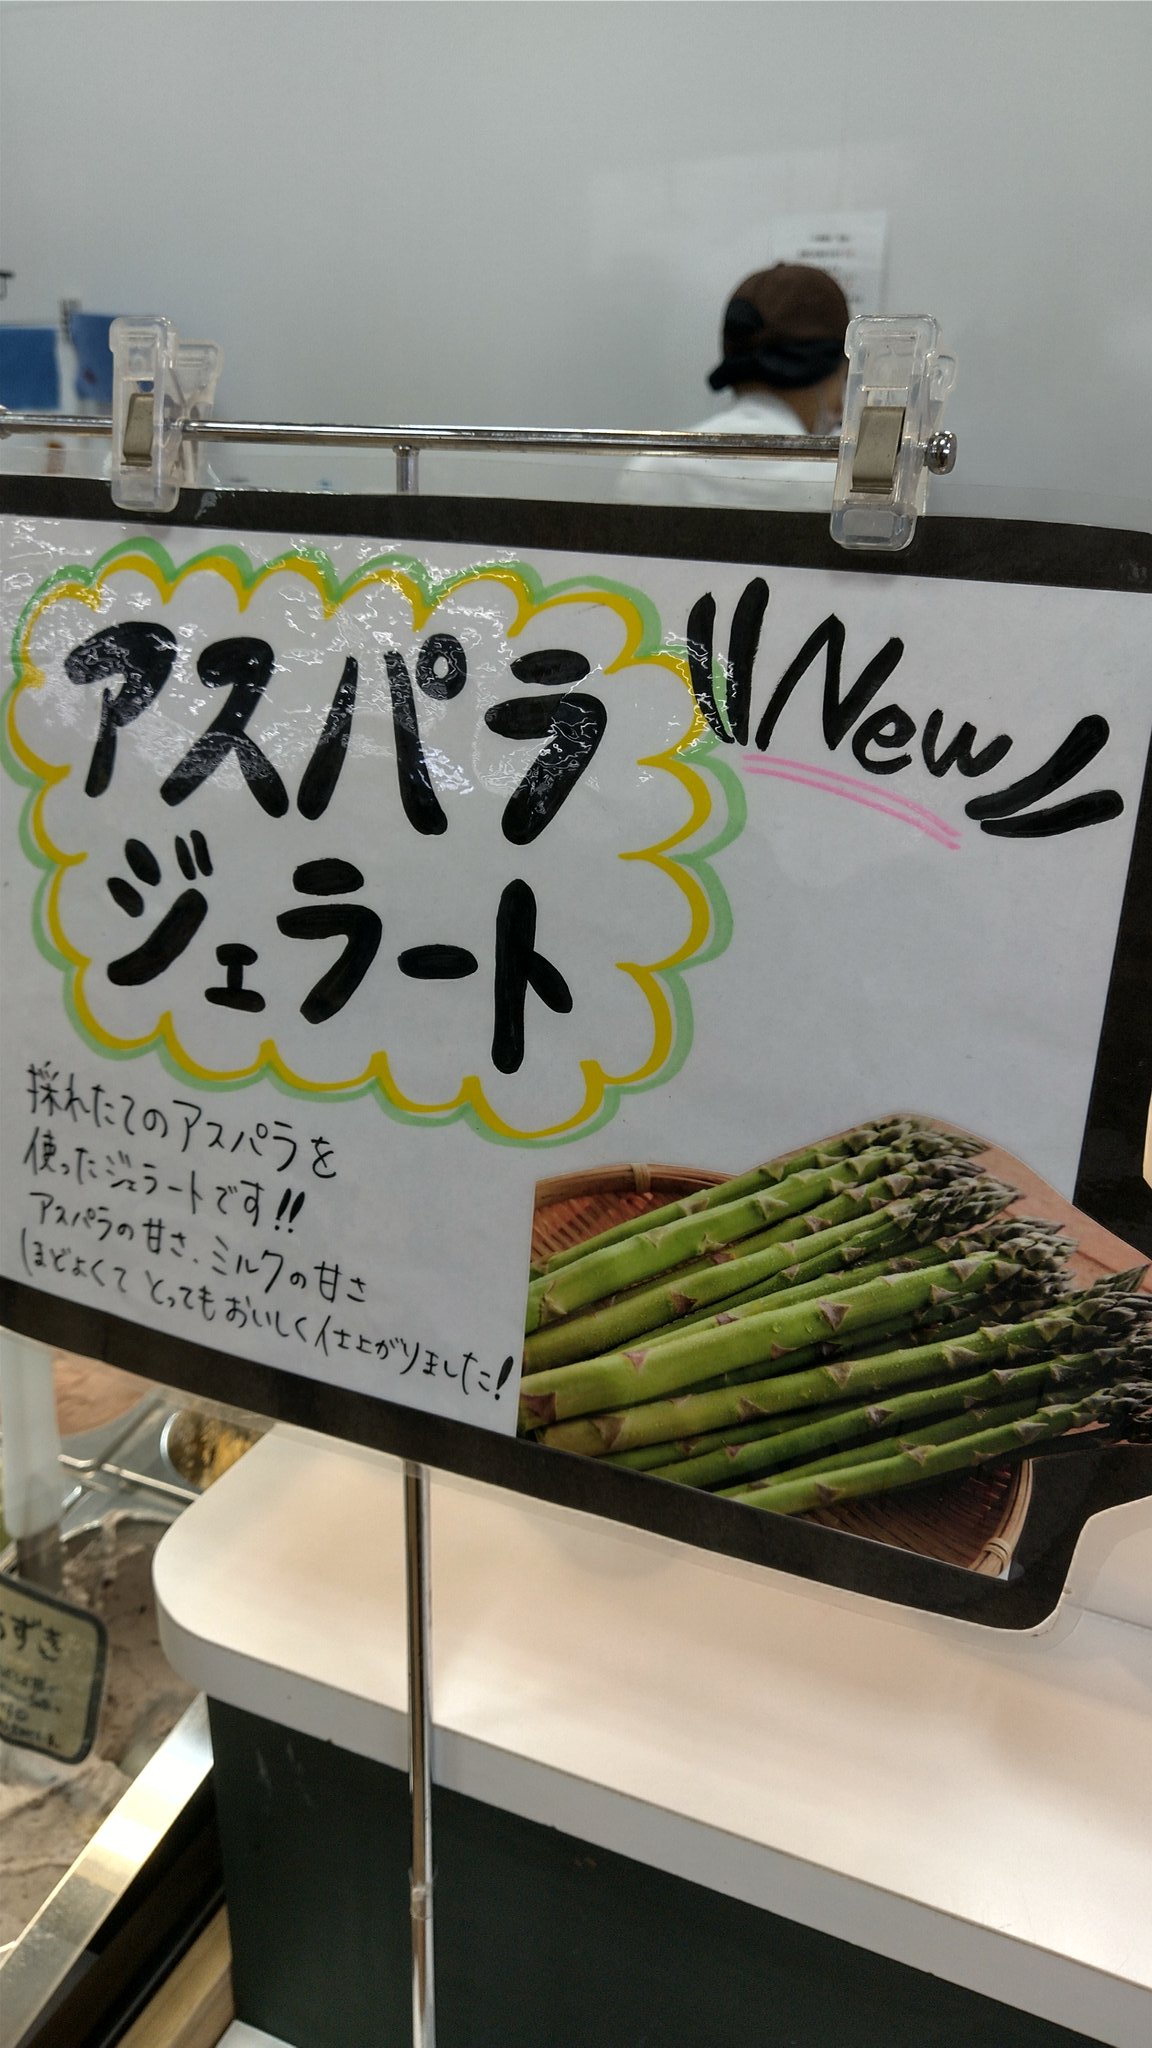 アスパラ
ジェラート
New
採れたてのアスパラを
使ったジェラートです!!
アスパラの甘さ、ミルクの甘さ
ほどよくて とってもおいしく仕上がりました!
ずき